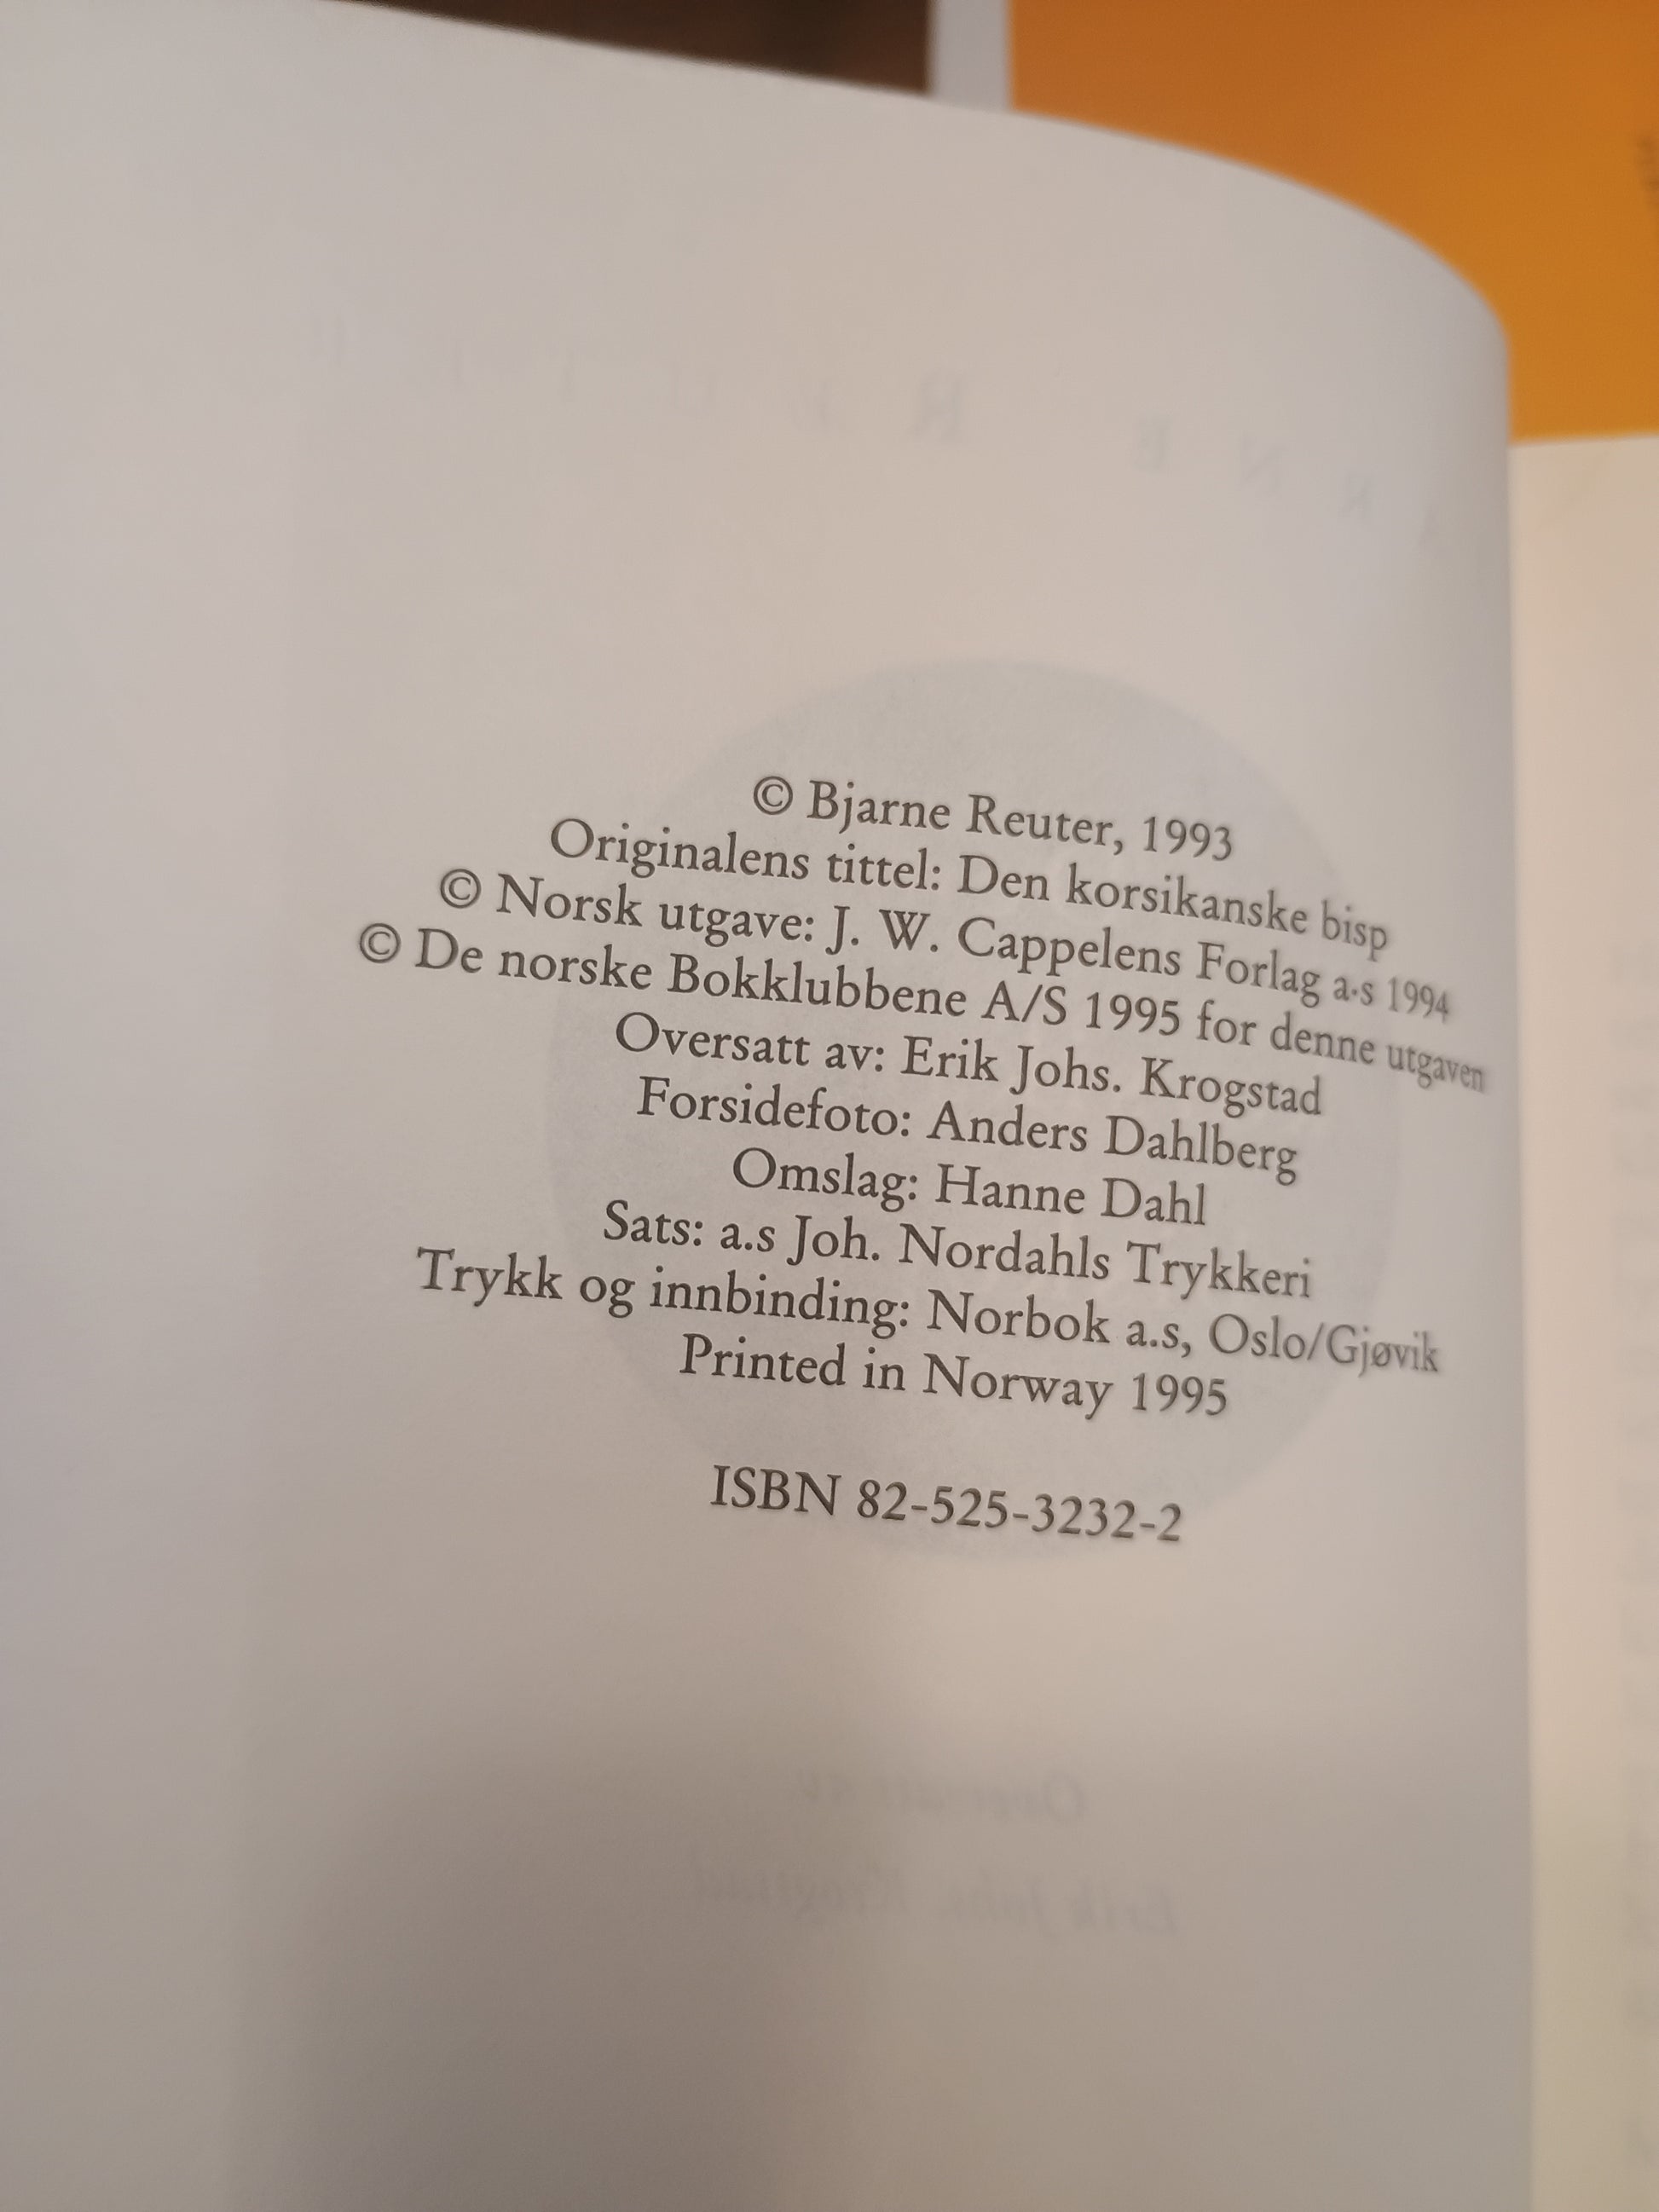 © Bjarne Reuter, 1993
Originalens tittel: Den korsikanske bisp
© Norsk utgave: J. W. Cappelens Forlag a·s 1994
© De norske Bokklubbene A/S 1995 for denne utgaven
Oversatt av: Erik Johs. Krogstad
Forsidefoto: Anders Dahlberg
Omslag: Hanne Dahl
Sats: a.s Joh. Nordahls Trykkeri
Trykk og innbinding: Norbok a.s, Oslo/Gjøvik
Printed in Norway 1995
ISBN 82-525-3232-2